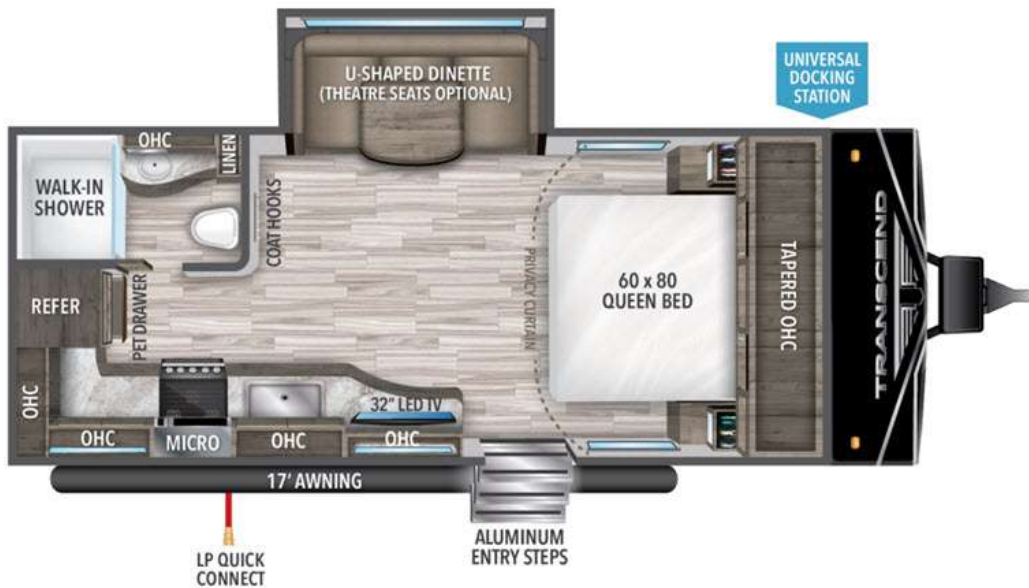 U-SHAPED DINETTE
(THEATRE SEATS OPTIONAL)
UNIVERSAL
DOCKING
STATION
OHC
LINEN
WALK-IN
SHOWER
COAT HOOKS
PRIVACY CURTAIN
60 x 80
QUEEN BED
TAPERED OHC
TRANSCEND
REFER
PET DRAWER
OHC
32" LED TV
OHC
MICRO
OHC
OHC
17' AWNING
LP QUICK
CONNECT
ALUMINUM
ENTRY STEPS